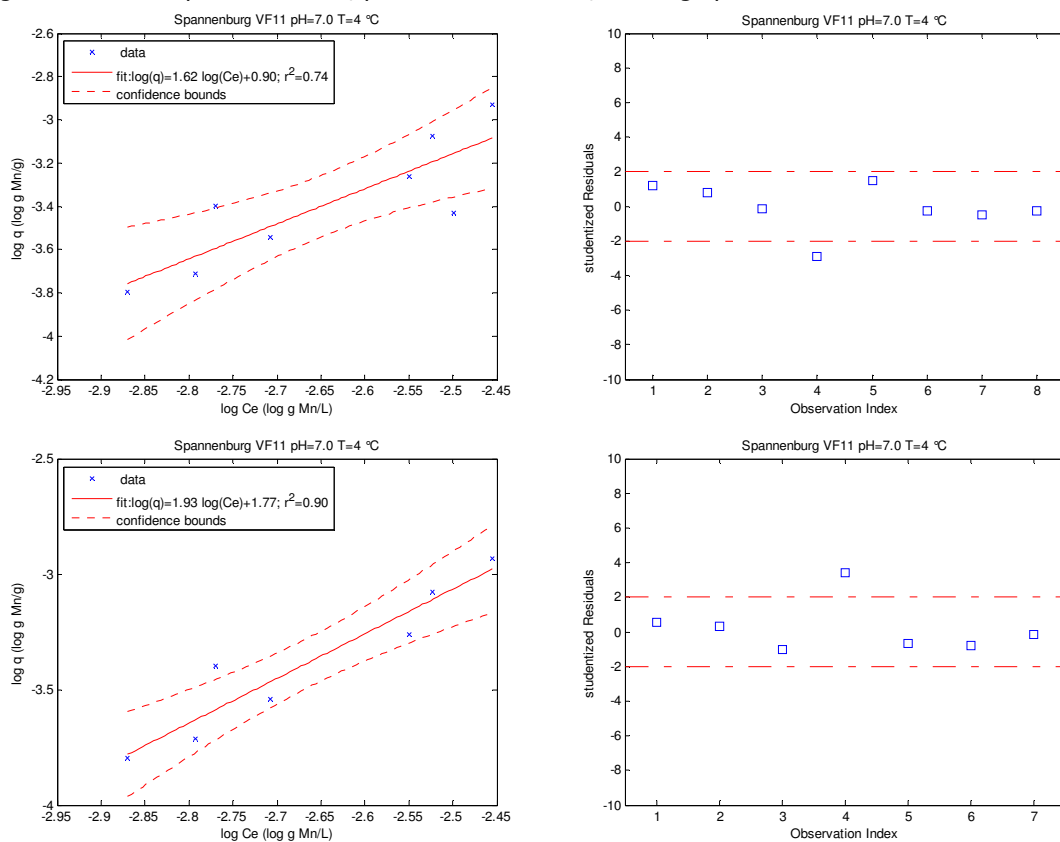 Spannenburg VF11 pH=7.0 T=4 °C
-2.6
-2.8
-3
-3.2
-3.4
-3.6
-3.8
-4
-4.2
log q (log g Mn/g)
data
fit:log(q)=1.62 log(Ce)+0.90; r²=0.74
confidence bounds
-2.95 -2.9 -2.85 -2.8 -2.75 -2.7 -2.65 -2.6 -2.55 -2.5 -2.45
log Ce (log g Mn/L)
Spannenburg VF11 pH=7.0 T=4 °C
10
8
6
4
2
0
-2
-4
-6
-8
-10
studentized Residuals
1 2 3 4 5 6 7 8
Observation Index
Spannenburg VF11 pH=7.0 T=4 °C
-2.5
-3
-3.5
-4
log q (log g Mn/g)
data
fit:log(q)=1.93 log(Ce)+1.77; r²=0.90
confidence bounds
-2.95 -2.9 -2.85 -2.8 -2.75 -2.7 -2.65 -2.6 -2.55 -2.5 -2.45
log Ce (log g Mn/L)
Spannenburg VF11 pH=7.0 T=4 °C
10
8
6
4
2
0
-2
-4
-6
-8
-10
studentized Residuals
1 2 3 4 5 6 7
Observation Index